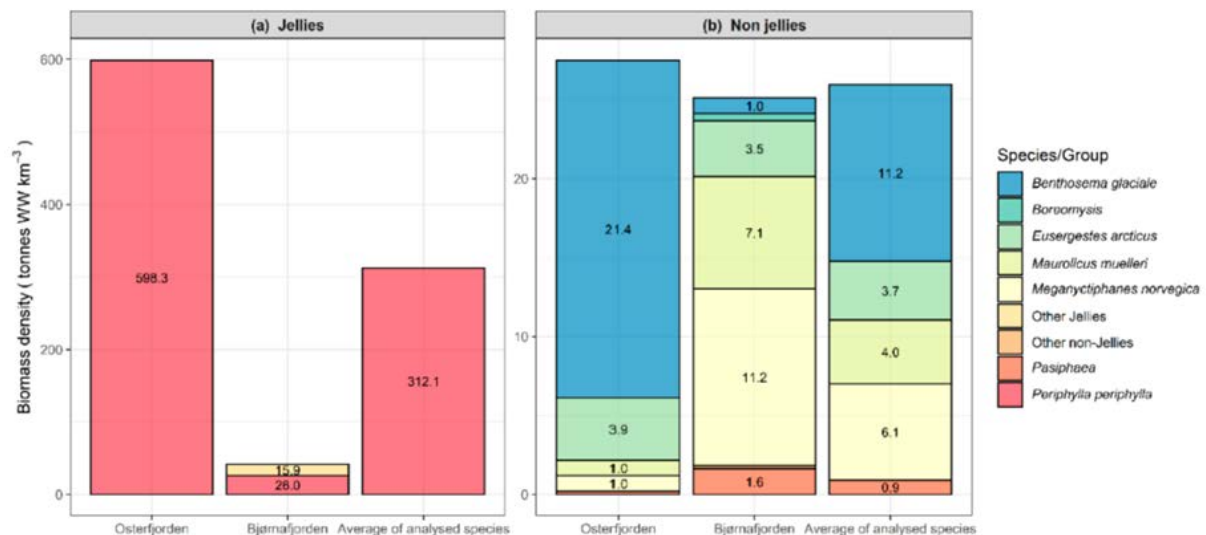 (a) Jellies
(b) Non jellies
Biomass density ( tonnes WW km⁻³ )
600
400
200
0
598.3
15.9
26.0
312.1
Osterfjorden
Bjørnafjorden
Average of analysed species
20
10
0
21.4
3.9
1.0
1.0
1.0
3.5
7.1
11.2
1.6
11.2
3.7
4.0
6.1
0.9
Osterfjorden
Bjørnafjorden
Average of analysed species
Species/Group
Benthosema glaciale
Boreomysis
Eusergestes arcticus
Maurolicus muelleri
Meganyctiphanes norvegica
Other Jellies
Other non-Jellies
Pasiphaea
Periphylla periphylla